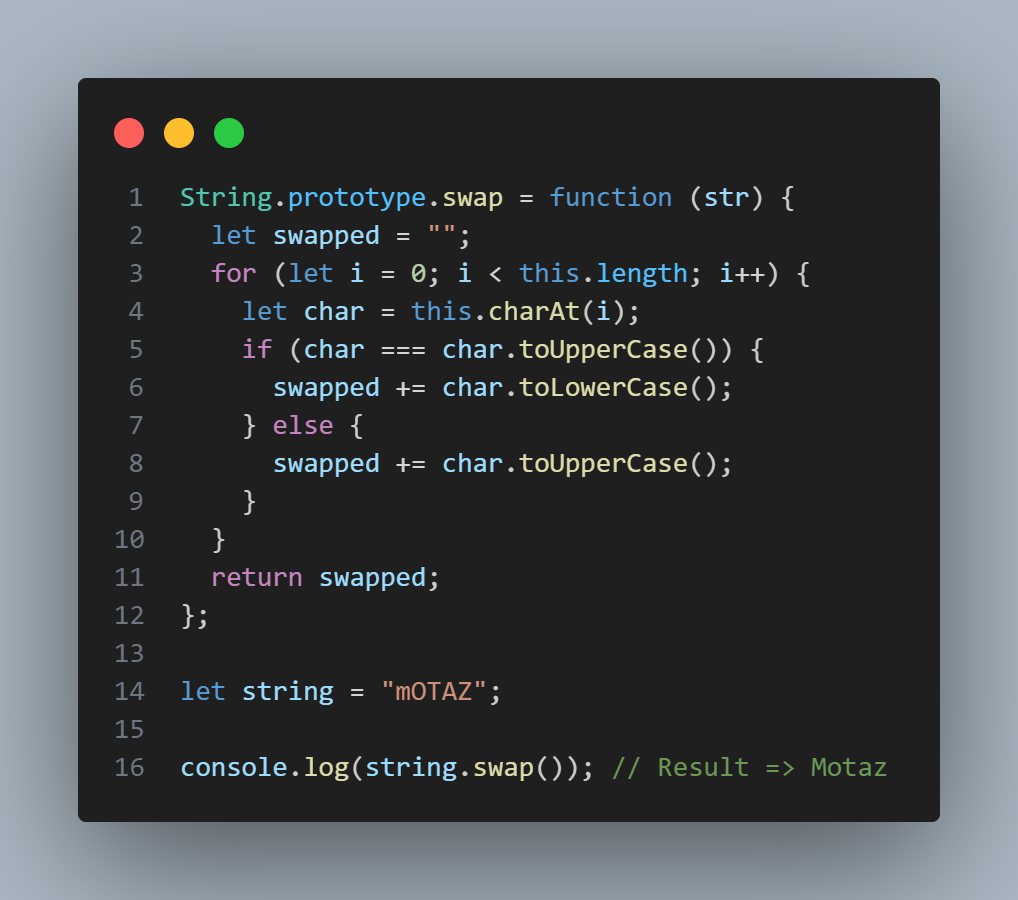 1 String.prototype.swap = function (str) {
2   let swapped = "";
3   for (let i = 0; i < this.length; i++) {
4     let char = this.charAt(i);
5     if (char === char.toUpperCase()) {
6       swapped += char.toLowerCase();
7     } else {
8       swapped += char.toUpperCase();
9     }
10   }
11   return swapped;
12 };
13
14 let string = "mOTAZ";
15
16 console.log(string.swap()); // Result => Motaz